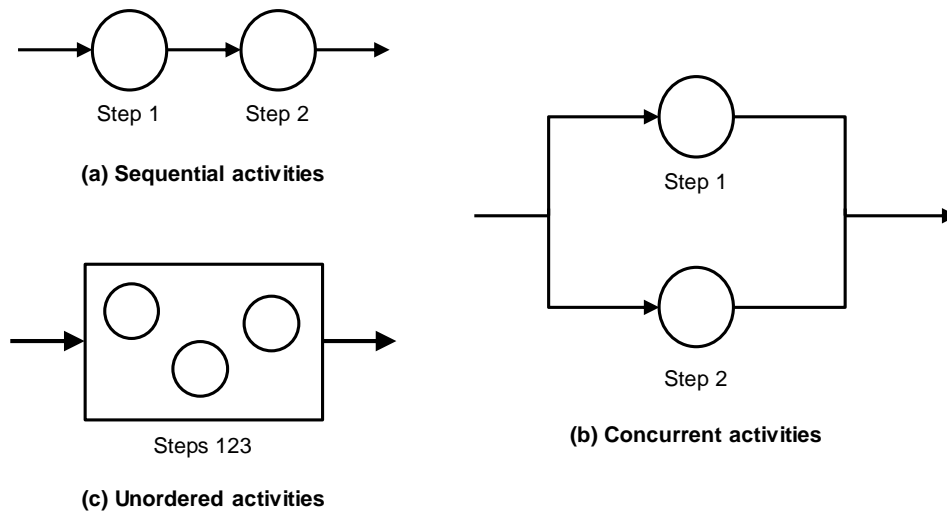 Step 1
Step 2
(a) Sequential activities
Step 1
Step 2
(b) Concurrent activities
Steps 123
(c) Unordered activities